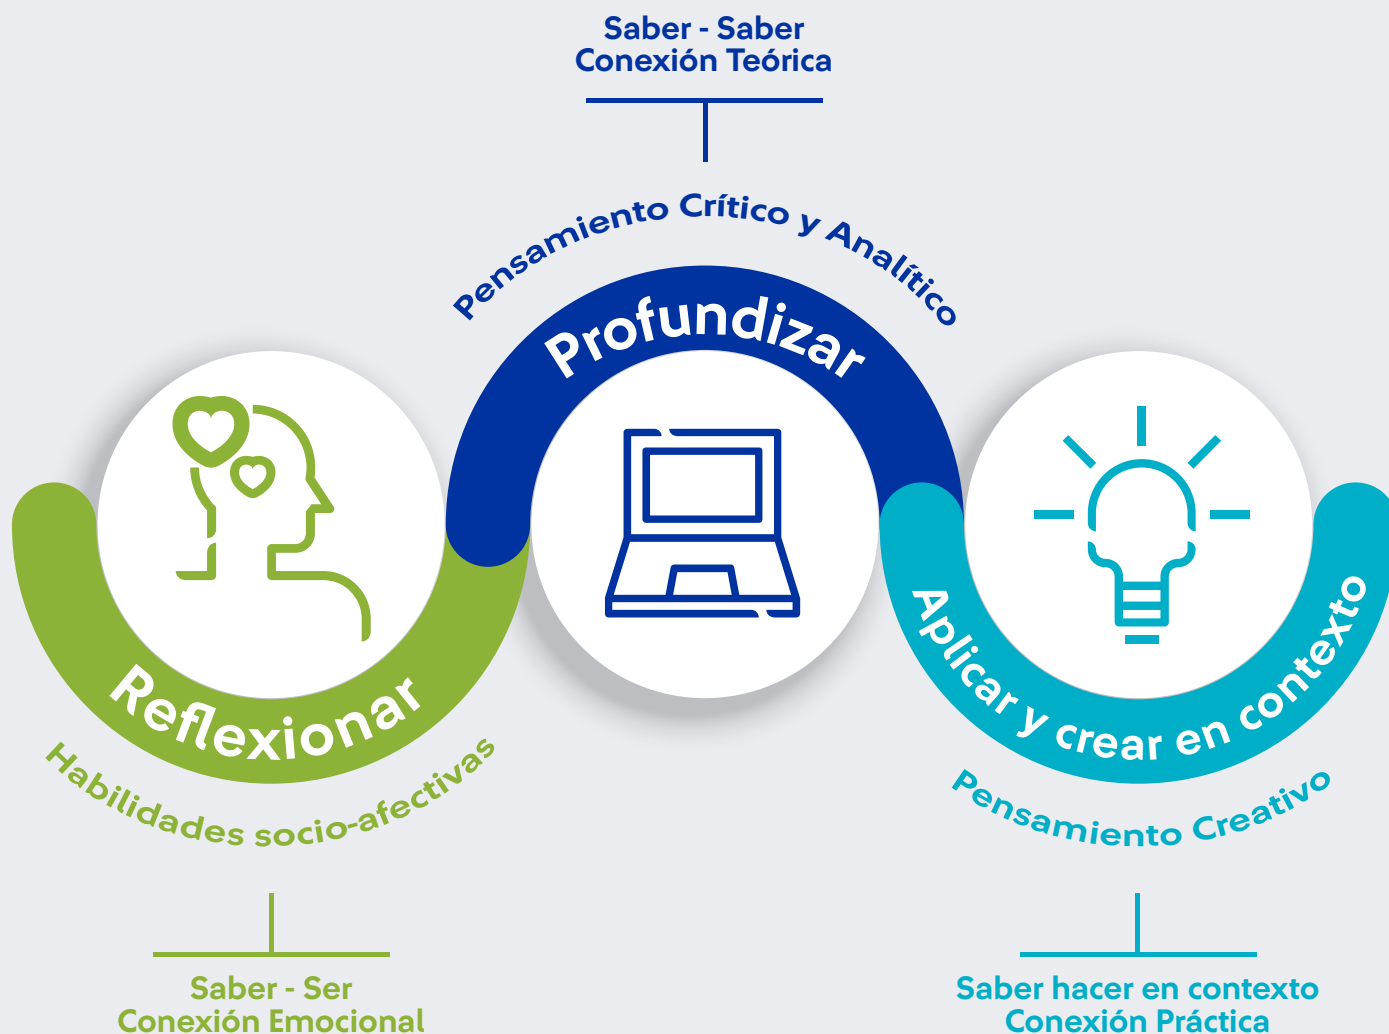 Saber - Saber
Conexión Teórica
Pensamiento Crítico y Analítico
Profundizar
Reflexionar
Habilidades socio-afectivas
Saber - Ser
Conexión Emocional
Aplicar y crear en contexto
Pensamiento Creativo
Saber hacer en contexto
Conexión Práctica